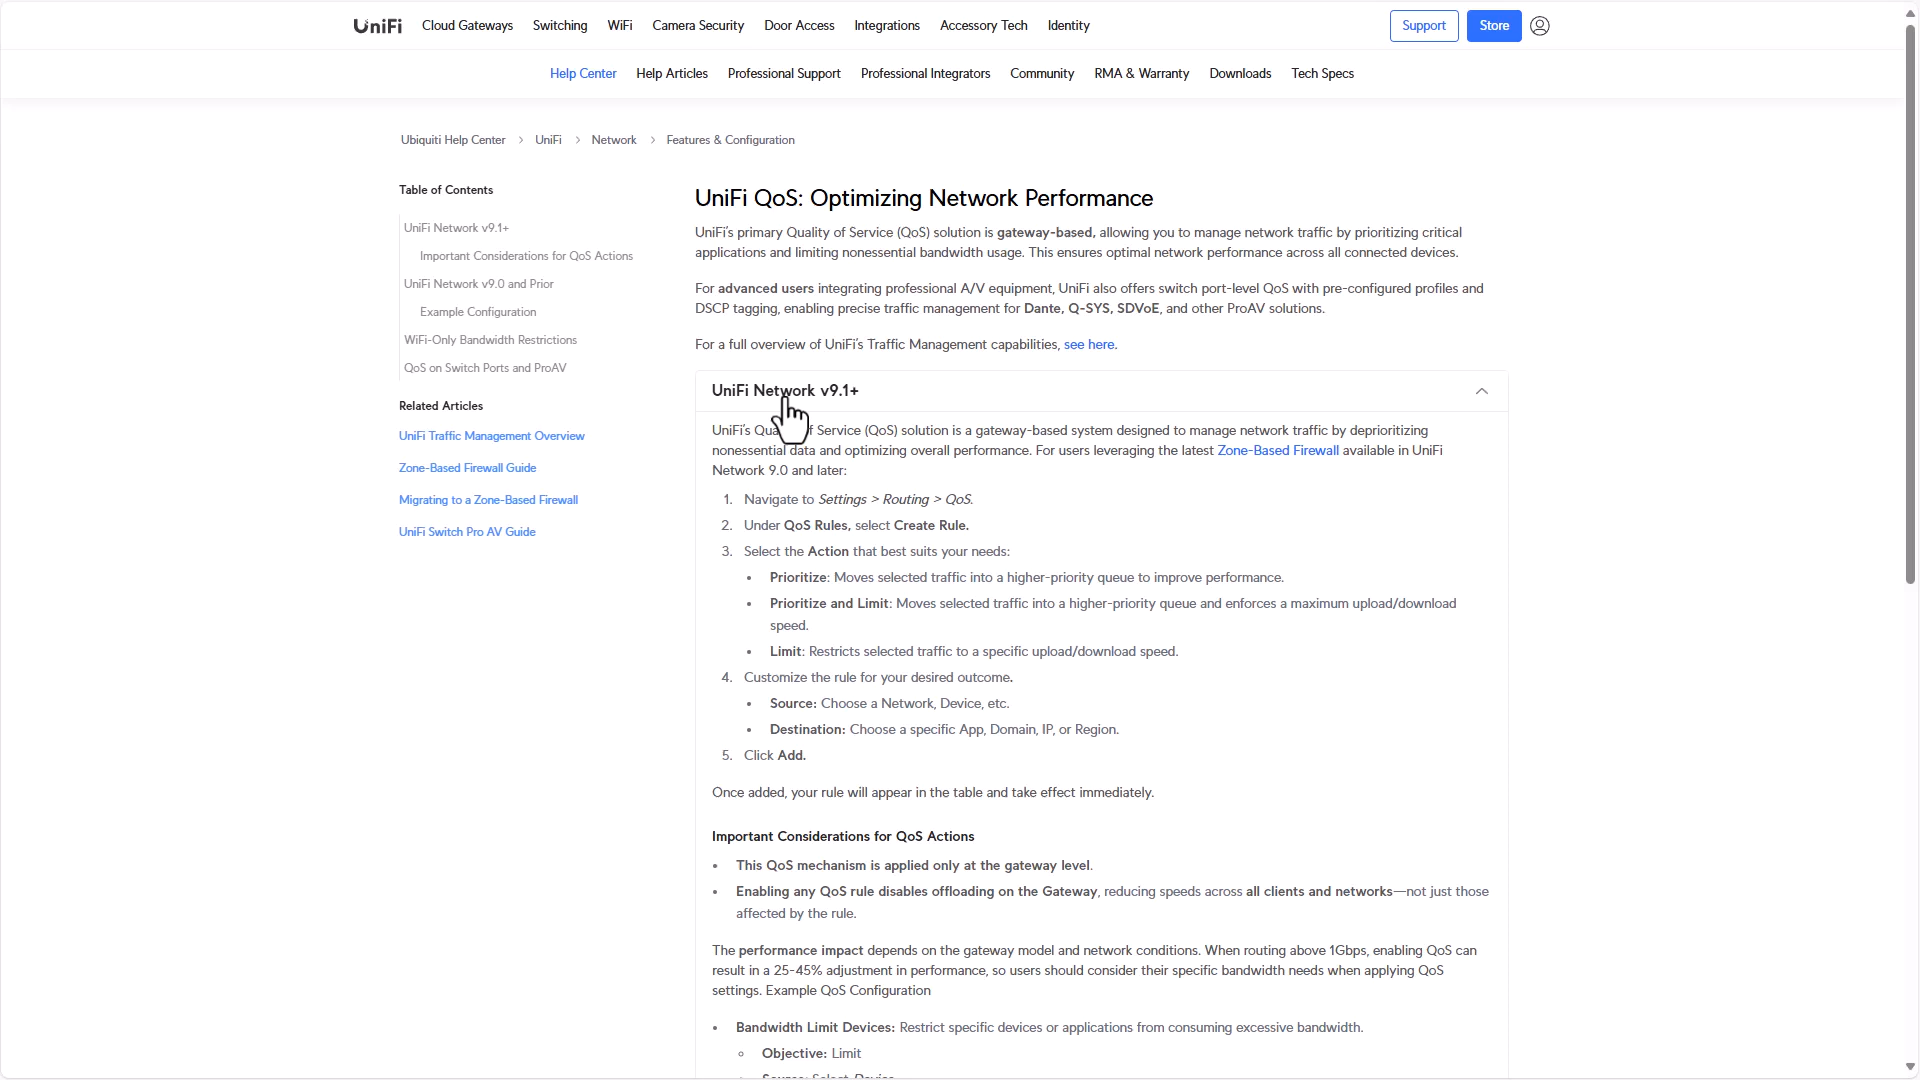 UniFi Cloud Gateways Switching WiFi Camera Security Door Access Integrations Accessory Tech Identity Support Store
Help Center Help Articles Professional Support Professional Integrators Community RMA & Warranty Downloads Tech Specs
Ubiquiti Help Center > UniFi > Network > Features & Configuration
Table of Contents
UniFi Network v9.1+
Important Considerations for QoS Actions
UniFi Network v9.0 and Prior
Example Configuration
WiFi-Only Bandwidth Restrictions
QoS on Switch Ports and ProAV
Related Articles
UniFi Traffic Management Overview
Zone-Based Firewall Guide
Migrating to a Zone-Based Firewall
UniFi Switch Pro AV Guide
UniFi QoS: Optimizing Network Performance
UniFi's primary Quality of Service (QoS) solution is gateway-based, allowing you to manage network traffic by prioritizing critical
applications and limiting nonessential bandwidth usage. This ensures optimal network performance across all connected devices.
For advanced users integrating professional A/V equipment, UniFi also offers switch port-level QoS with pre-configured profiles and
DSCP tagging, enabling precise traffic management for Dante, Q-SYS, SDVoE, and other ProAV solutions.
For a full overview of UniFi's Traffic Management capabilities, see here.
UniFi Network v9.1+
UniFi's Qua f Service (QoS) solution is a gateway-based system designed to manage network traffic by deprioritizing
nonessential data and optimizing overall performance. For users leveraging the latest Zone-Based Firewall available in UniFi
Network 9.0 and later:
1. Navigate to Settings > Routing > QoS.
2. Under QoS Rules, select Create Rule.
3. Select the Action that best suits your needs:
• Prioritize: Moves selected traffic into a higher-priority queue to improve performance.
• Prioritize and Limit: Moves selected traffic into a higher-priority queue and enforces a maximum upload/download
speed.
• Limit: Restricts selected traffic to a specific upload/download speed.
4. Customize the rule for your desired outcome.
• Source: Choose a Network, Device, etc.
• Destination: Choose a specific App, Domain, IP, or Region.
5. Click Add.
Once added, your rule will appear in the table and take effect immediately.
Important Considerations for QoS Actions
• This QoS mechanism is applied only at the gateway level.
• Enabling any QoS rule disables offloading on the Gateway, reducing speeds across all clients and networks—not just those
affected by the rule.
The performance impact depends on the gateway model and network conditions. When routing above 1Gbps, enabling QoS can
result in a 25-45% adjustment in performance, so users should consider their specific bandwidth needs when applying QoS
settings. Example QoS Configuration
• Bandwidth Limit Devices: Restrict specific devices or applications from consuming excessive bandwidth.
◦ Objective: Limit